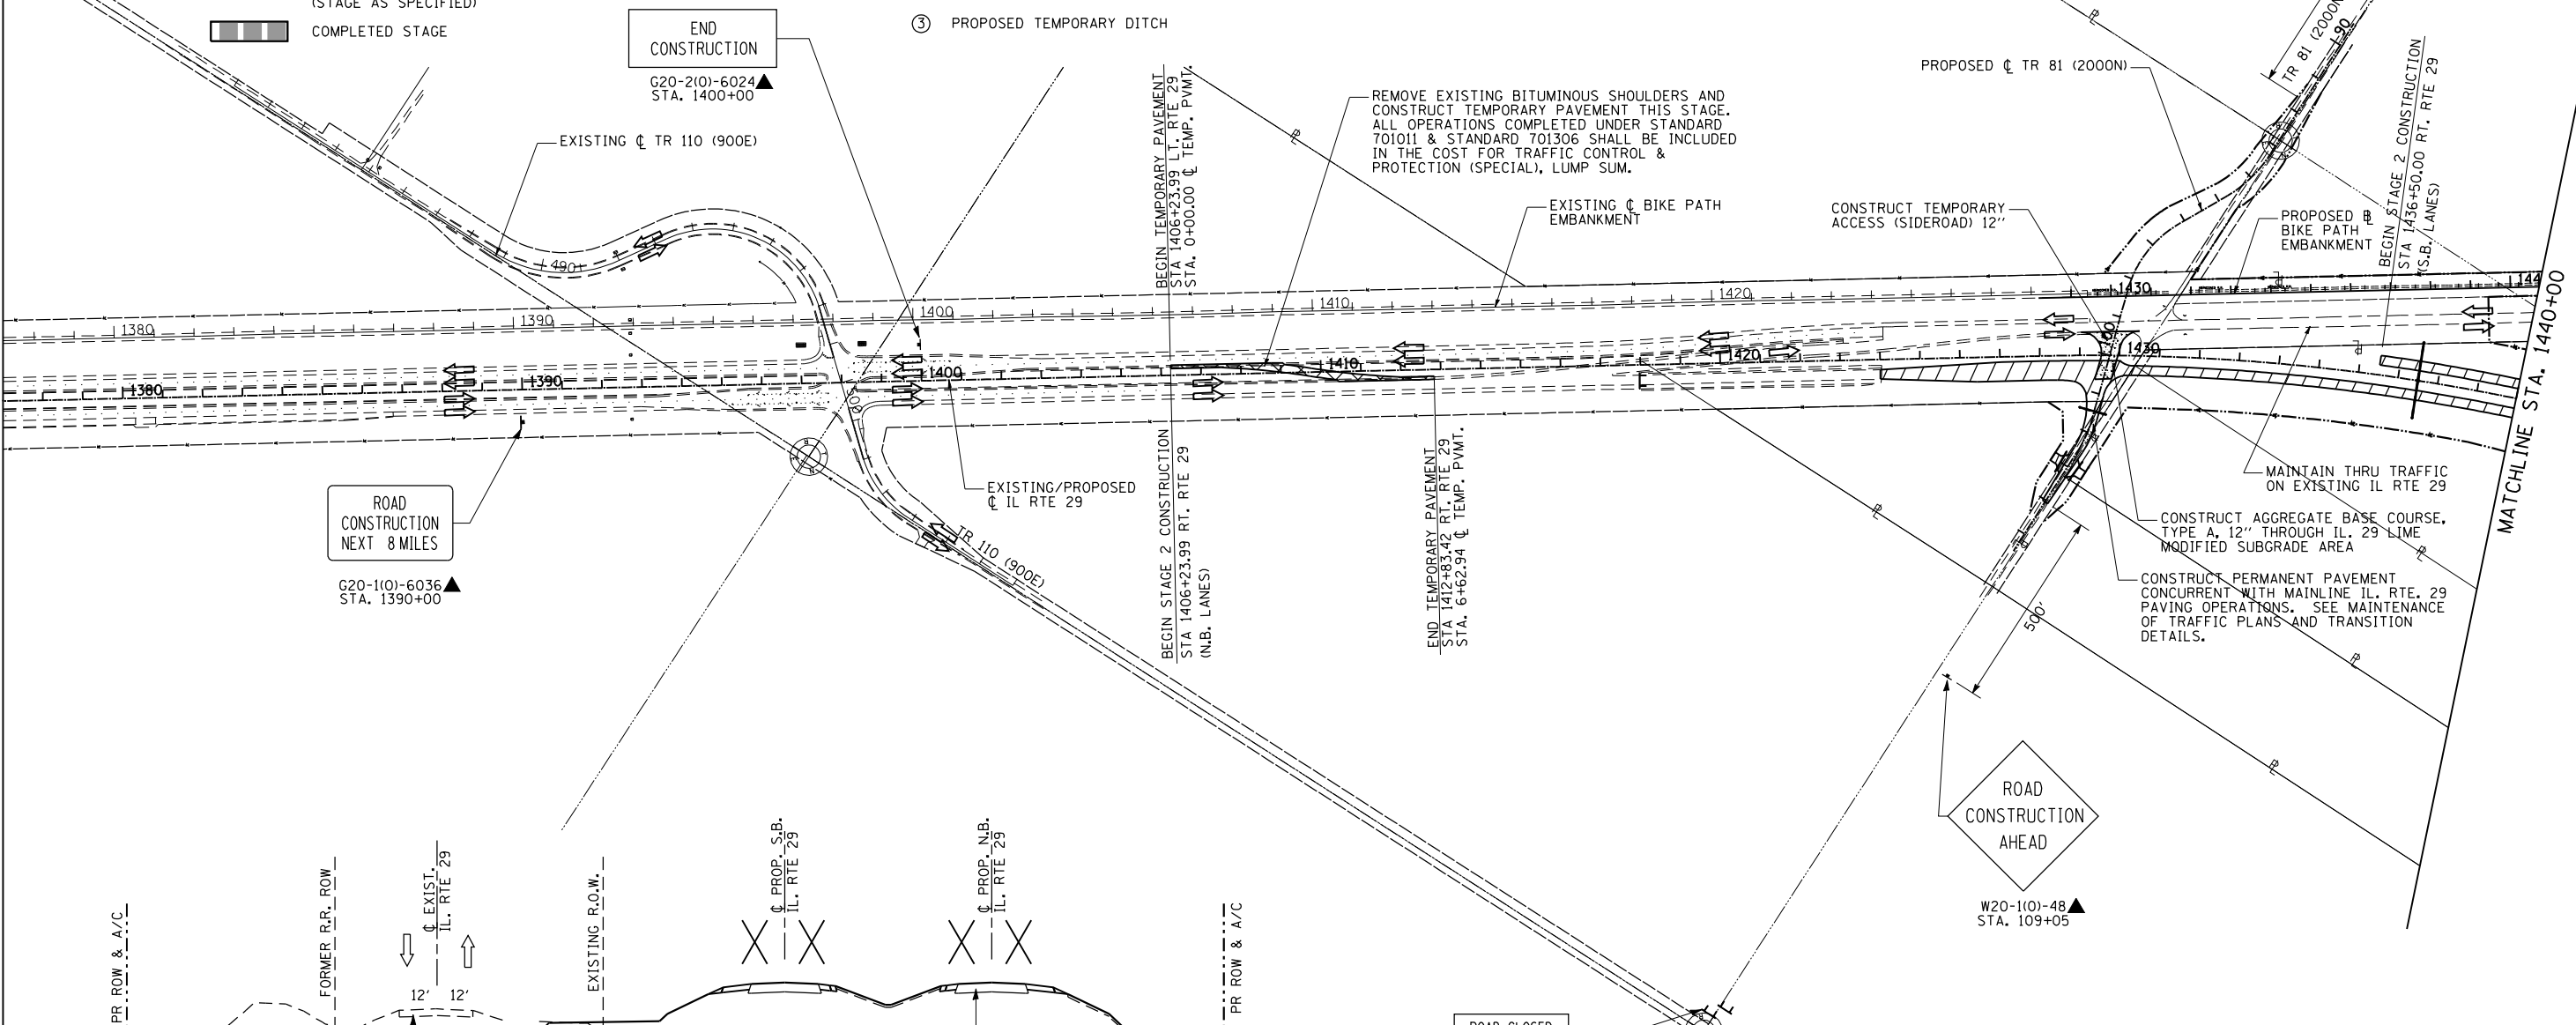 (STAGE AS SPECIFIED)
COMPLETED STAGE
END
CONSTRUCTION
G20-2(O)-6024
STA. 1400+00
3 PROPOSED TEMPORARY DITCH
EXISTING ℄ TR 110 (900E)
BEGIN TEMPORARY PAVEMENT
STA 1406+23.99 LT. RTE 29
STA. 0+00.00 ℄ TEMP. PVMT.
REMOVE EXISTING BITUMINOUS SHOULDERS AND
CONSTRUCT TEMPORARY PAVEMENT THIS STAGE.
ALL OPERATIONS COMPLETED UNDER STANDARD
701011 & STANDARD 701306 SHALL BE INCLUDED
IN THE COST FOR TRAFFIC CONTROL &
PROTECTION (SPECIAL), LUMP SUM.
EXISTING ℄ BIKE PATH
EMBANKMENT
PROPOSED ℄ TR 81 (2000N)
TR 81 (2000N)
90
CONSTRUCT TEMPORARY
ACCESS (SIDEROAD) 12"
PROPOSED B
BIKE PATH
EMBANKMENT
BEGIN STAGE 2 CONSTRUCTION
STA 1436+50.00 RT. RTE 29
(S.B. LANES)
MATCHLINE STA. 1440+00
490
1380
1390
1400
1410
1420
1430
144
1380
1390
1400
1410
1420
1430
100
ROAD
CONSTRUCTION
NEXT 8 MILES
G20-1(O)-6036
STA. 1390+00
EXISTING/PROPOSED
℄ IL RTE 29
TR 110 (900E)
BEGIN STAGE 2 CONSTRUCTION
STA 1406+23.99 RT. RTE 29
(N.B. LANES)
END TEMPORARY PAVEMENT
STA 1412+83.42 RT. RTE 29
STA. 6+62.94 ℄ TEMP. PVMT.
MAINTAIN THRU TRAFFIC
ON EXISTING IL RTE 29
CONSTRUCT AGGREGATE BASE COURSE,
TYPE A, 12" THROUGH IL. 29 LIME
MODIFIED SUBGRADE AREA
CONSTRUCT PERMANENT PAVEMENT
CONCURRENT WITH MAINLINE IL. RTE. 29
PAVING OPERATIONS. SEE MAINTENANCE
OF TRAFFIC PLANS AND TRANSITION
DETAILS.
500'
ROAD
CONSTRUCTION
AHEAD
W20-1(O)-48
STA. 109+05
PR ROW & A/C
FORMER R.R. ROW
℄ EXIST.
IL. RTE 29
12' 12'
EXISTING R.O.W.
℄ PROP. S.B.
IL. RTE 29
℄ PROP. N.B.
IL. RTE 29
PR ROW & A/C
ROAD CLOSED